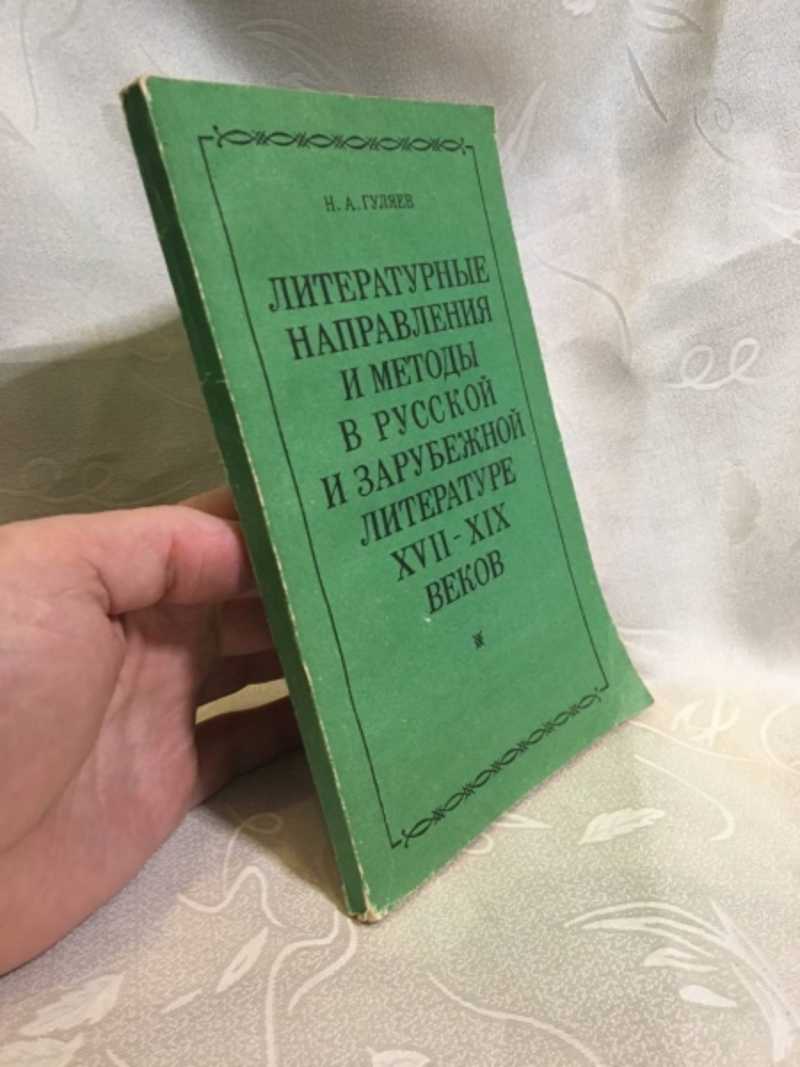 Н. А. ГУЛЯЕВ
ЛИТЕРАТУРНЫЕ
НАПРАВЛЕНИЯ
И МЕТОДЫ
В РУССКОЙ
И ЗАРУБЕЖНОЙ
ЛИТЕРАТУРЕ
XVII-XIX
ВЕКОВ